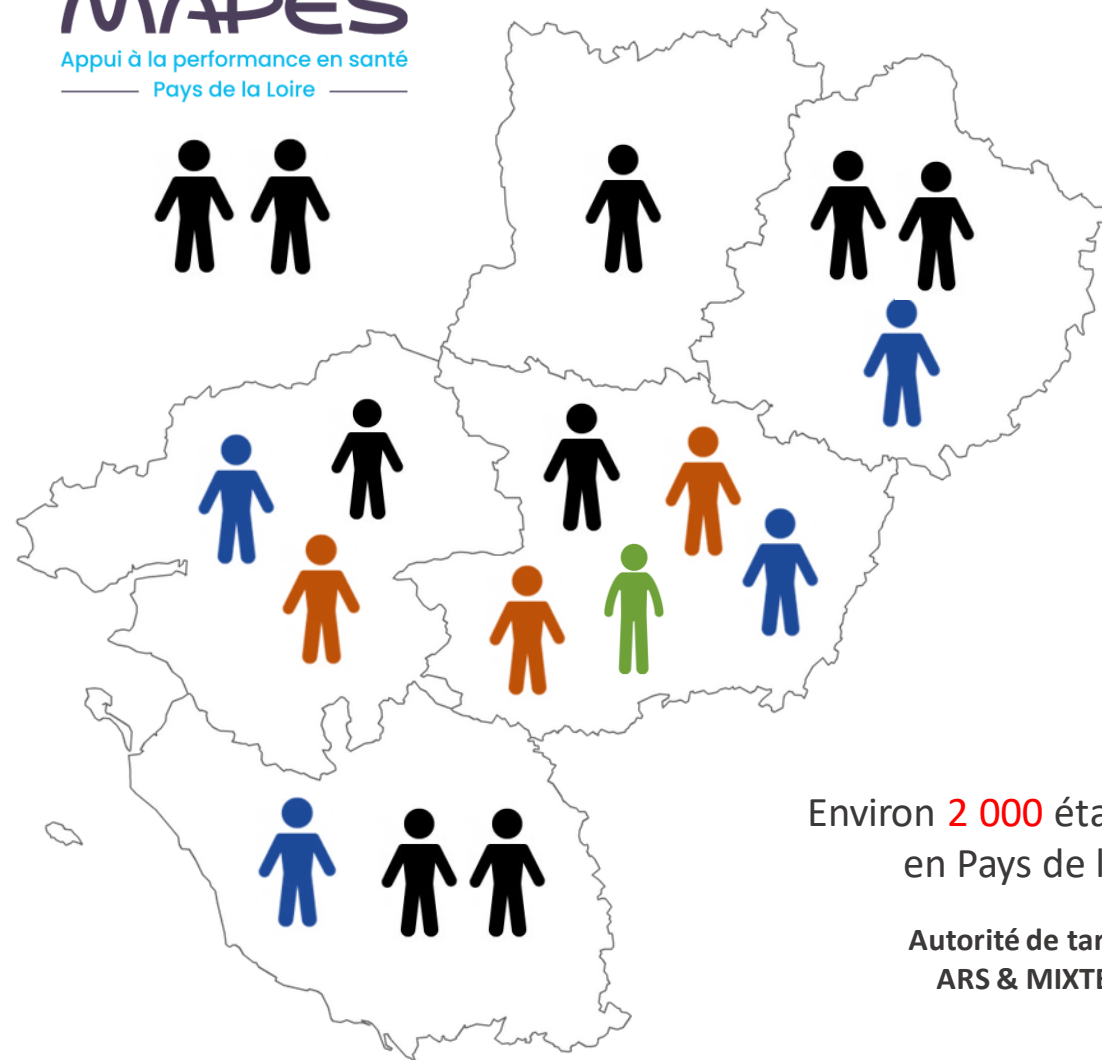 MAPES
Appui à la performance en santé
Pays de la Loire
Environ 2 000 éta
en Pays de l
Autorité de tar
ARS & MIXTE